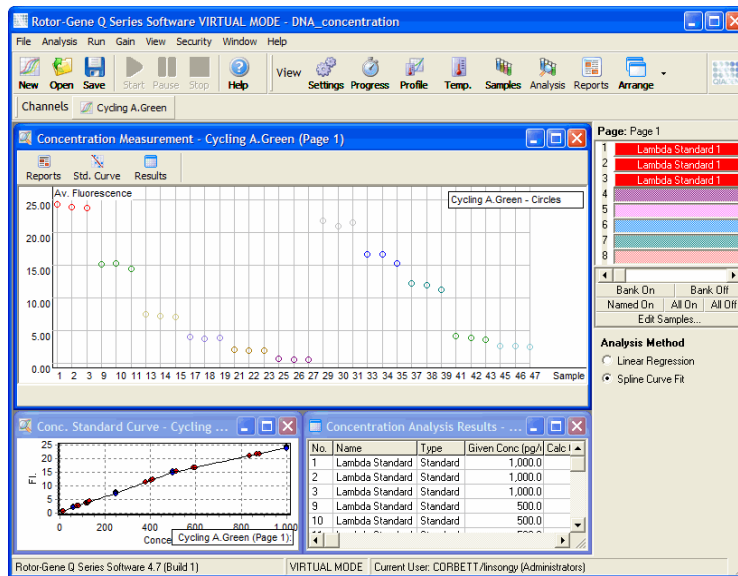 Rotor-Gene Q Series Software VIRTUAL MODE - DNA_concentration
File Analysis Run Gain View Security Window Help
New Open Save Start Pause Stop Help View Settings Progress Profile Temp. Samples Analysis Reports Arrange
Channels Cycling A.Green
Concentration Measurement - Cycling A.Green (Page 1)
Reports Std. Curve Results
Av. Fluorescence
Cycling A.Green - Circles
25.00
20.00
15.00
10.00
5.00
0.00
1 2 3 9 10 11 13 14 15 17 18 19 21 22 23 25 26 27 29 30 31 33 34 35 37 38 39 41 42 43 45 46 47 Sample
Page: Page 1
1 Lambda Standard 1
2 Lambda Standard 1
3 Lambda Standard 1
4
5
6
7
8
Bank On Bank Off
Named On All On All Off
Edit Samples...
Analysis Method
Linear Regression
Spline Curve Fit
Conc. Standard Curve - Cycling ...
25
20
15
10
5
0
Fl.
0 200 400 600 800 1,000
Conce
Cycling A.Green (Page 1):
Concentration Analysis Results - ...
No. Name Type Given Conc (pg/ Calc
1 Lambda Standard Standard 1,000.0
2 Lambda Standard Standard 1,000.0
3 Lambda Standard Standard 1,000.0
9 Lambda Standard Standard 500.0
10 Lambda Standard Standard 500.0
Rotor-Gene Q Series Software 4.7 (Build 1) VIRTUAL MODE Current User: CORBETT/linsongy (Administrators)